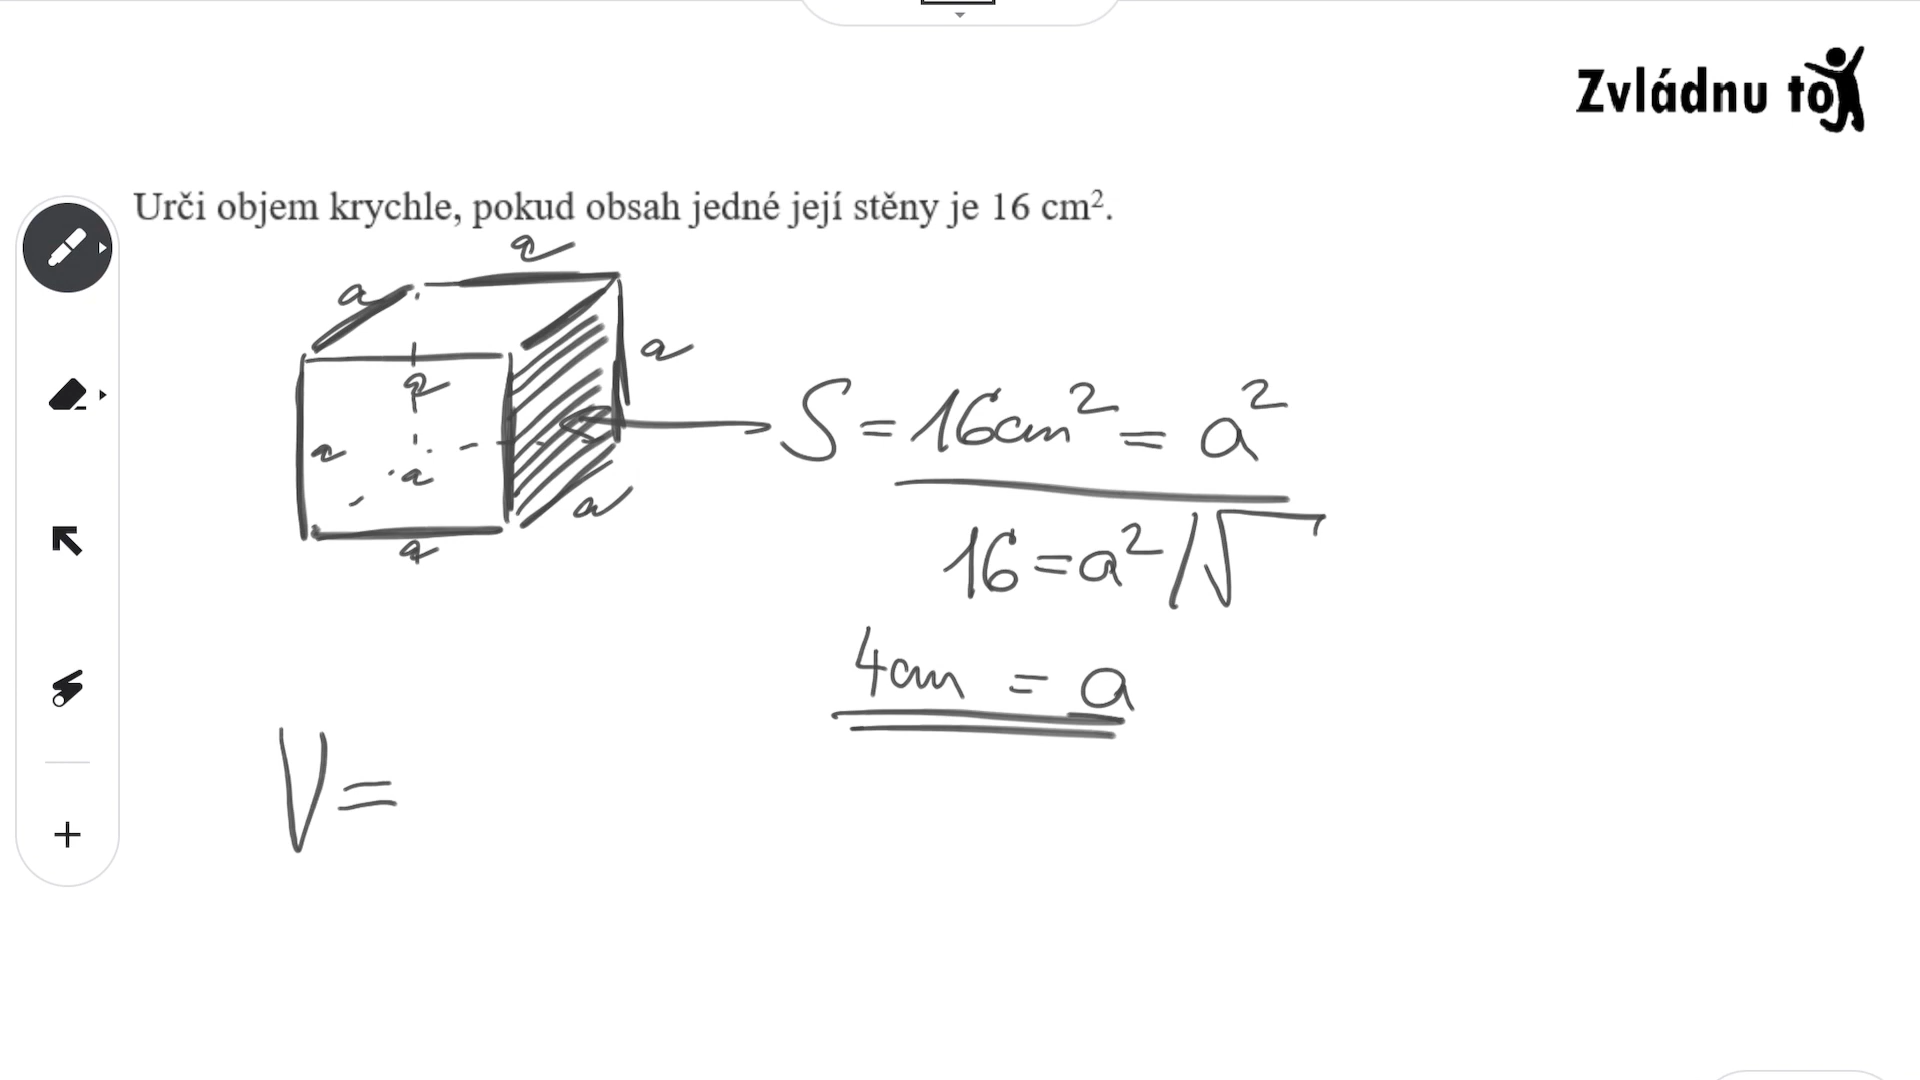 Zvládnu to
Urči objem krychle, pokud obsah jedné její stěny je 16 cm².
a
a
a
a
a
a
a
a
S = 16cm² = a²
16 = a² /√
4cm = a
V =